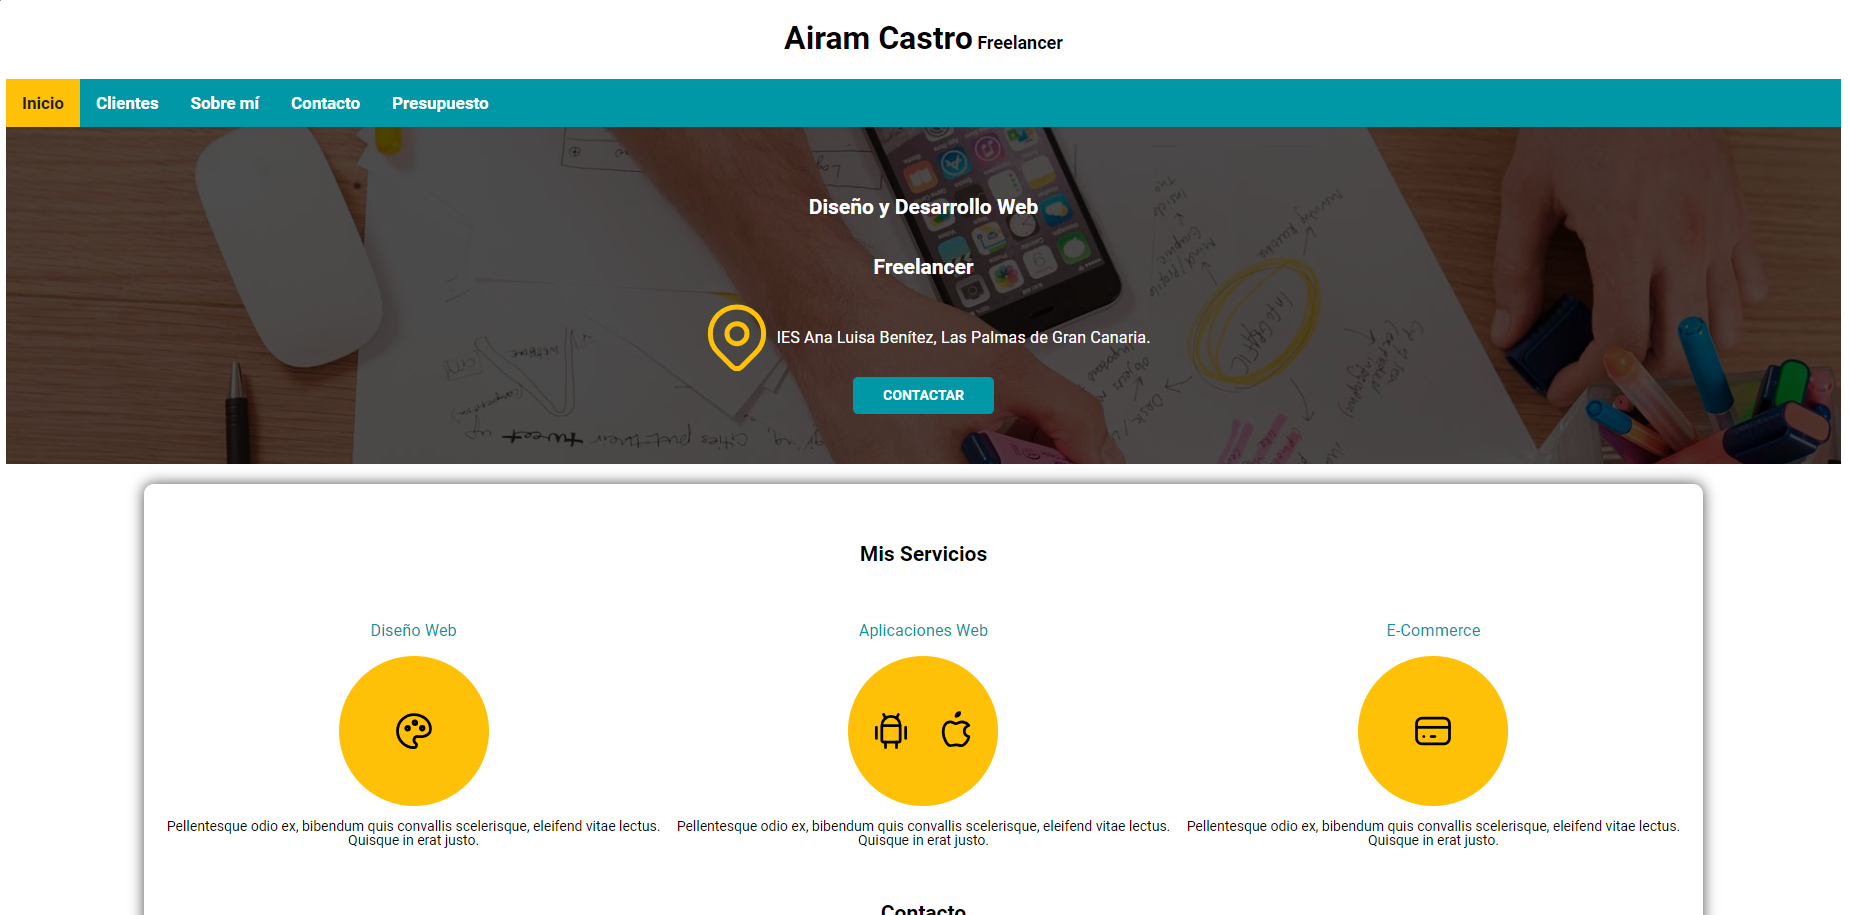 Airam Castro Freelancer
Inicio Clientes Sobre mí Contacto Presupuesto
Diseño y Desarrollo Web
Freelancer
IES Ana Luisa Benítez, Las Palmas de Gran Canaria.
CONTACTAR
Mis Servicios
Diseño Web
Aplicaciones Web
E-Commerce
Pellentesque odio ex, bibendum quis convallis scelerisque, eleifend vitae lectus.
Quisque in erat justo.
Pellentesque odio ex, bibendum quis convallis scelerisque, eleifend vitae lectus.
Quisque in erat justo.
Pellentesque odio ex, bibendum quis convallis scelerisque, eleifend vitae lectus.
Quisque in erat justo.
Contacto